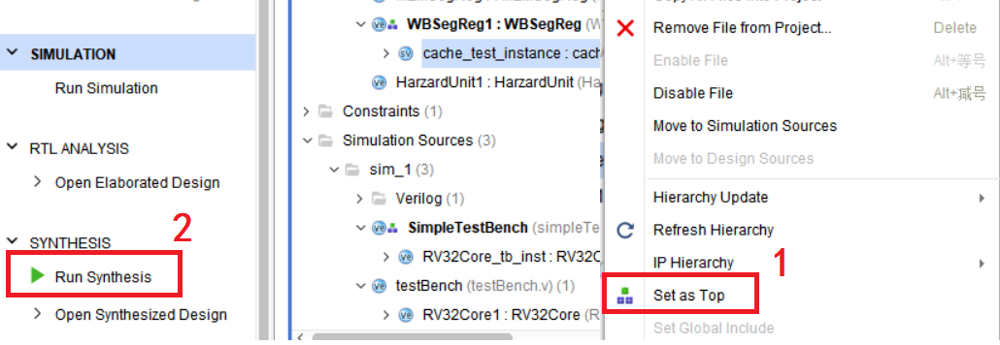 SIMULATION
Run Simulation
RTL ANALYSIS
Open Elaborated Design
SYNTHESIS
2
Run Synthesis
Open Synthesized Design
WBSegReg1 : WBSegReg (W
cache_test_instance : cach
HarzardUnit1 : HarzardUnit (Ha
Constraints (1)
Simulation Sources (3)
sim_1 (3)
Verilog (1)
SimpleTestBench (simpleTe
RV32Core_tb_inst : RV32C
testBench (testBench.v) (1)
RV32Core1 : RV32Core (R
Remove File from Project... Delete
Enable File Alt+等号
Disable File Alt+减号
Move to Simulation Sources
Move to Design Sources
Hierarchy Update
Refresh Hierarchy
IP Hierarchy
1
Set as Top
Set Global Include